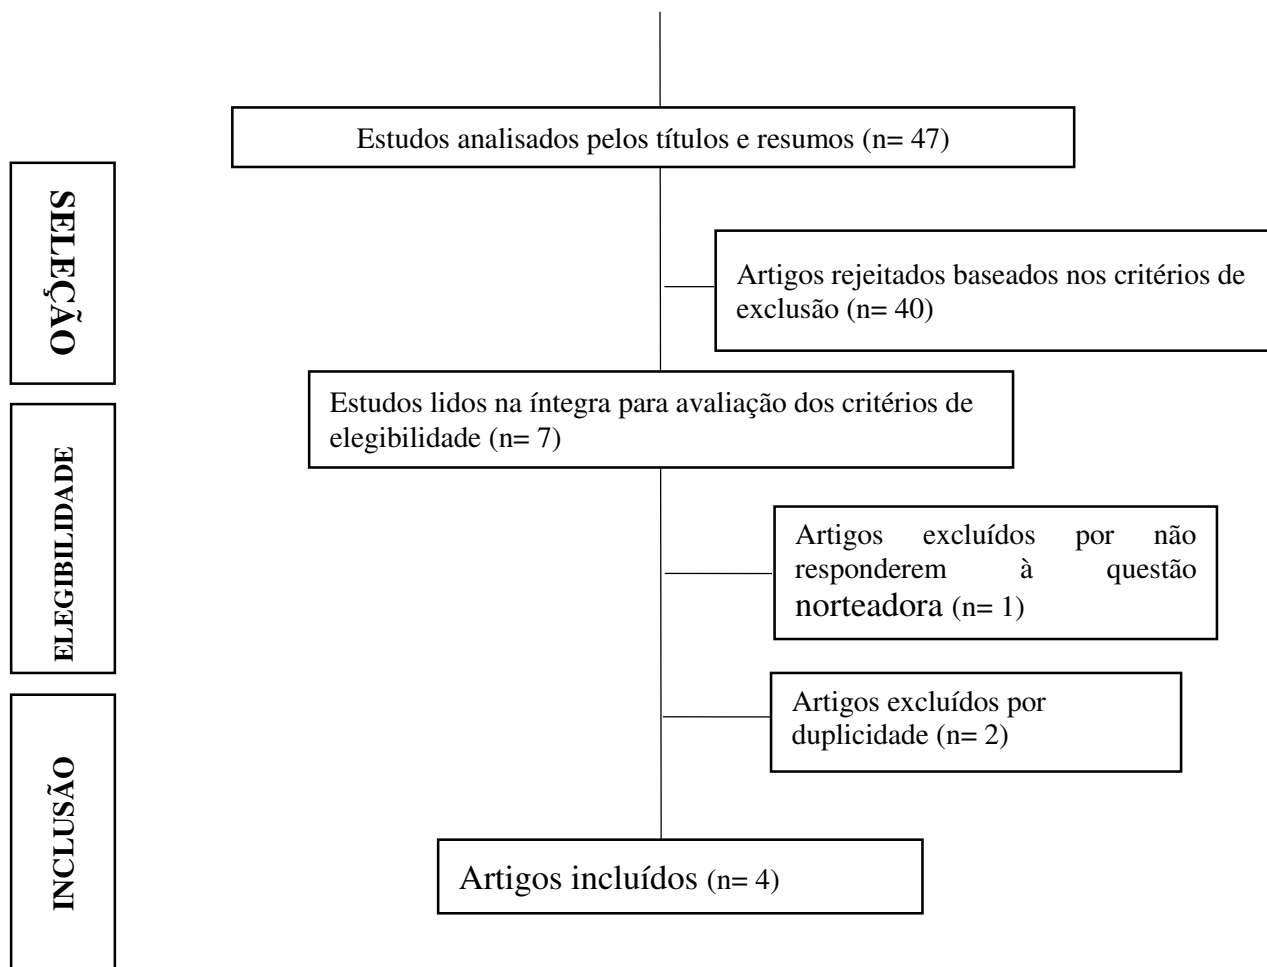 Estudos analisados pelos títulos e resumos (n= 47)
SELEÇÃO
Artigos rejeitados baseados nos critérios de
exclusão (n= 40)
Estudos lidos na íntegra para avaliação dos critérios de
elegibilidade (n= 7)
ELEGIBILIDADE
Artigos excluídos por não
responderem à questão
norteadora (n= 1)
Artigos excluídos por
duplicidade (n= 2)
INCLUSÃO
Artigos incluídos (n= 4)